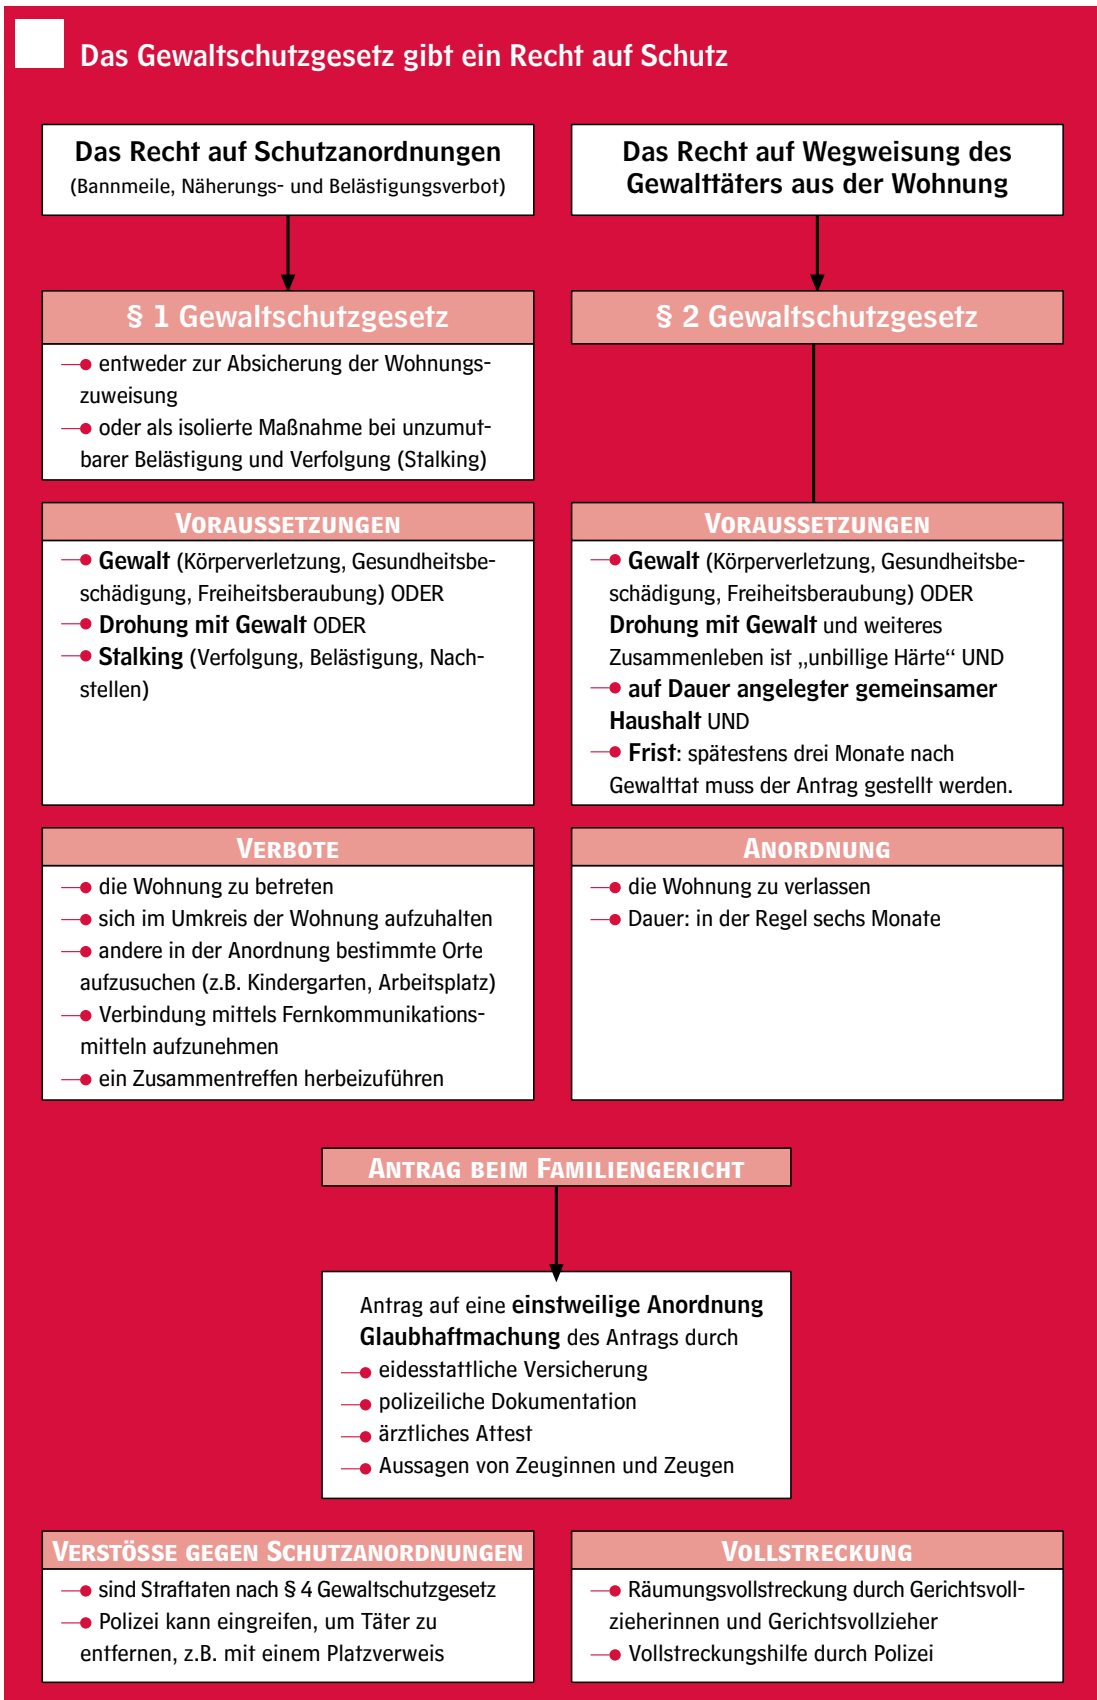 Das Gewaltschutzgesetz gibt ein Recht auf Schutz
Das Recht auf Schutzanordnungen
(Bannmeile, Näherungs- und Belästigungsverbot)
§ 1 Gewaltschutzgesetz
entweder zur Absicherung der Wohnungs-
zuweisung
oder als isolierte Maßnahme bei unzumut-
barer Belästigung und Verfolgung (Stalking)
VORAUSSETZUNGEN
Gewalt (Körperverletzung, Gesundheitsbe-
schädigung, Freiheitsberaubung) ODER
Drohung mit Gewalt ODER
Stalking (Verfolgung, Belästigung, Nach-
stellen)
VERBOTE
die Wohnung zu betreten
sich im Umkreis der Wohnung aufzuhalten
andere in der Anordnung bestimmte Orte
aufzusuchen (z.B. Kindergarten, Arbeitsplatz)
Verbindung mittels Fernkommunikations-
mitteln aufzunehmen
ein Zusammentreffen herbeizuführen
Das Recht auf Wegweisung des
Gewalttäters aus der Wohnung
§ 2 Gewaltschutzgesetz
VORAUSSETZUNGEN
Gewalt (Körperverletzung, Gesundheitsbe-
schädigung, Freiheitsberaubung) ODER
Drohung mit Gewalt und weiteres
Zusammenleben ist „unbillige Härte“ UND
auf Dauer angelegter gemeinsamer
Haushalt UND
Frist: spätestens drei Monate nach
Gewalttat muss der Antrag gestellt werden.
ANORDNUNG
die Wohnung zu verlassen
Dauer: in der Regel sechs Monate
ANTRAG BEIM FAMILIENGERICHT
Antrag auf eine einstweilige Anordnung
Glaubhaftmachung des Antrags durch
eidesstattliche Versicherung
polizeiliche Dokumentation
ärztliches Attest
Aussagen von Zeuginnen und Zeugen
VERSTÖSSE GEGEN SCHUTZANORDNUNGEN
sind Straftaten nach § 4 Gewaltschutzgesetz
Polizei kann eingreifen, um Täter zu
entfernen, z.B. mit einem Platzverweis
VOLLSTRECKUNG
Räumungsvollstreckung durch Gerichtsvoll-
zieherinnen und Gerichtsvollzieher
Vollstreckungshilfe durch Polizei